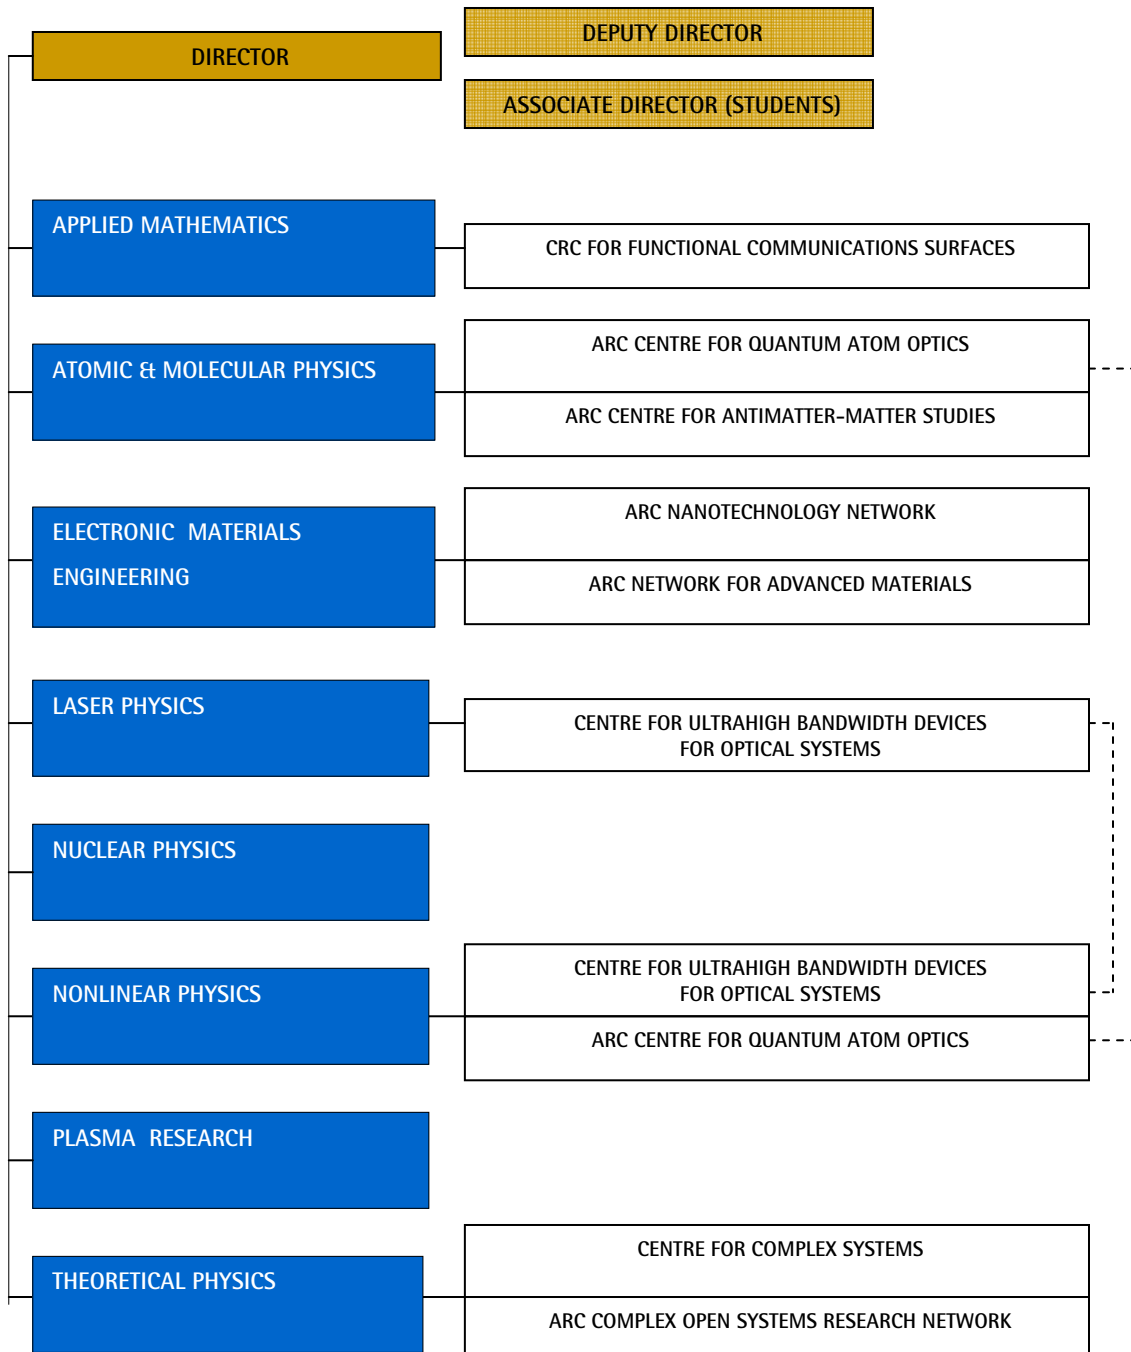 DIRECTOR
DEPUTY DIRECTOR
ASSOCIATE DIRECTOR (STUDENTS)
APPLIED MATHEMATICS
CRC FOR FUNCTIONAL COMMUNICATIONS SURFACES
ATOMIC & MOLECULAR PHYSICS
ARC CENTRE FOR QUANTUM ATOM OPTICS
ARC CENTRE FOR ANTIMATTER-MATTER STUDIES
ELECTRONIC MATERIALS
ENGINEERING
ARC NANOTECHNOLOGY NETWORK
ARC NETWORK FOR ADVANCED MATERIALS
LASER PHYSICS
CENTRE FOR ULTRAHIGH BANDWIDTH DEVICES
FOR OPTICAL SYSTEMS
NUCLEAR PHYSICS
NONLINEAR PHYSICS
CENTRE FOR ULTRAHIGH BANDWIDTH DEVICES
FOR OPTICAL SYSTEMS
ARC CENTRE FOR QUANTUM ATOM OPTICS
PLASMA RESEARCH
THEORETICAL PHYSICS
CENTRE FOR COMPLEX SYSTEMS
ARC COMPLEX OPEN SYSTEMS RESEARCH NETWORK